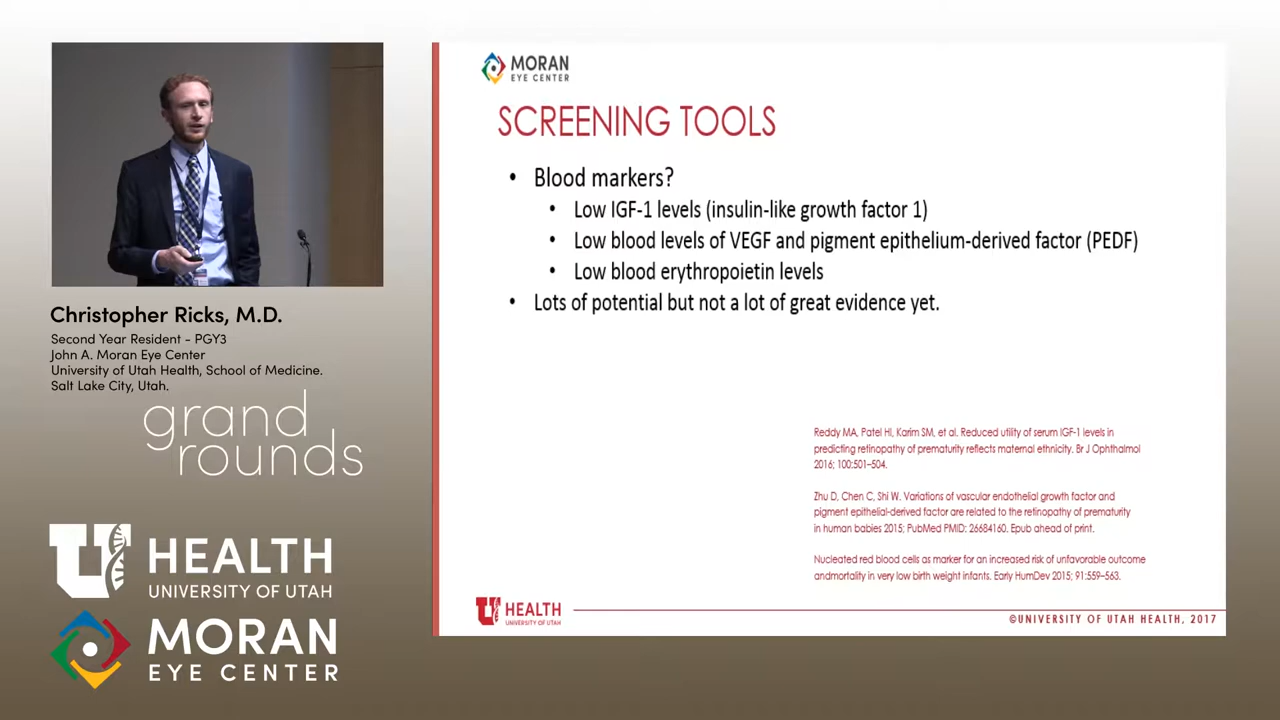 Christopher Ricks, M.D.
Second Year Resident - PGY3
John A. Moran Eye Center
University of Utah Health, School of Medicine.
Salt Lake City, Utah.
grand
rounds
U HEALTH
UNIVERSITY OF UTAH
MORAN
EYE CENTER
MORAN
EYE CENTER
SCREENING TOOLS
• Blood markers?
• Low IGF-1 levels (insulin-like growth factor 1)
• Low blood levels of VEGF and pigment epithelium-derived factor (PEDF)
• Low blood erythropoietin levels
• Lots of potential but not a lot of great evidence yet.
Reddy MA, Patel HI, Karim SM, et al. Reduced utility of serum IGF-1 levels in
predicting retinopathy of prematurity reflects maternal ethnicity. Br J Ophthalmol
2016; 100:501–504.
Zhu D, Chen C, Shi W. Variations of vascular endothelial growth factor and
pigment epithelial-derived factor are related to the retinopathy of prematurity
in human babies 2015; PubMed PMID: 26684160. Epub ahead of print.
Nucleated red blood cells as marker for an increased risk of unfavorable outcome
andmortality in very low birth weight infants. Early HumDev 2015; 91:559–563.
U HEALTH
UNIVERSITY OF UTAH
©UNIVERSITY OF UTAH HEALTH, 2017